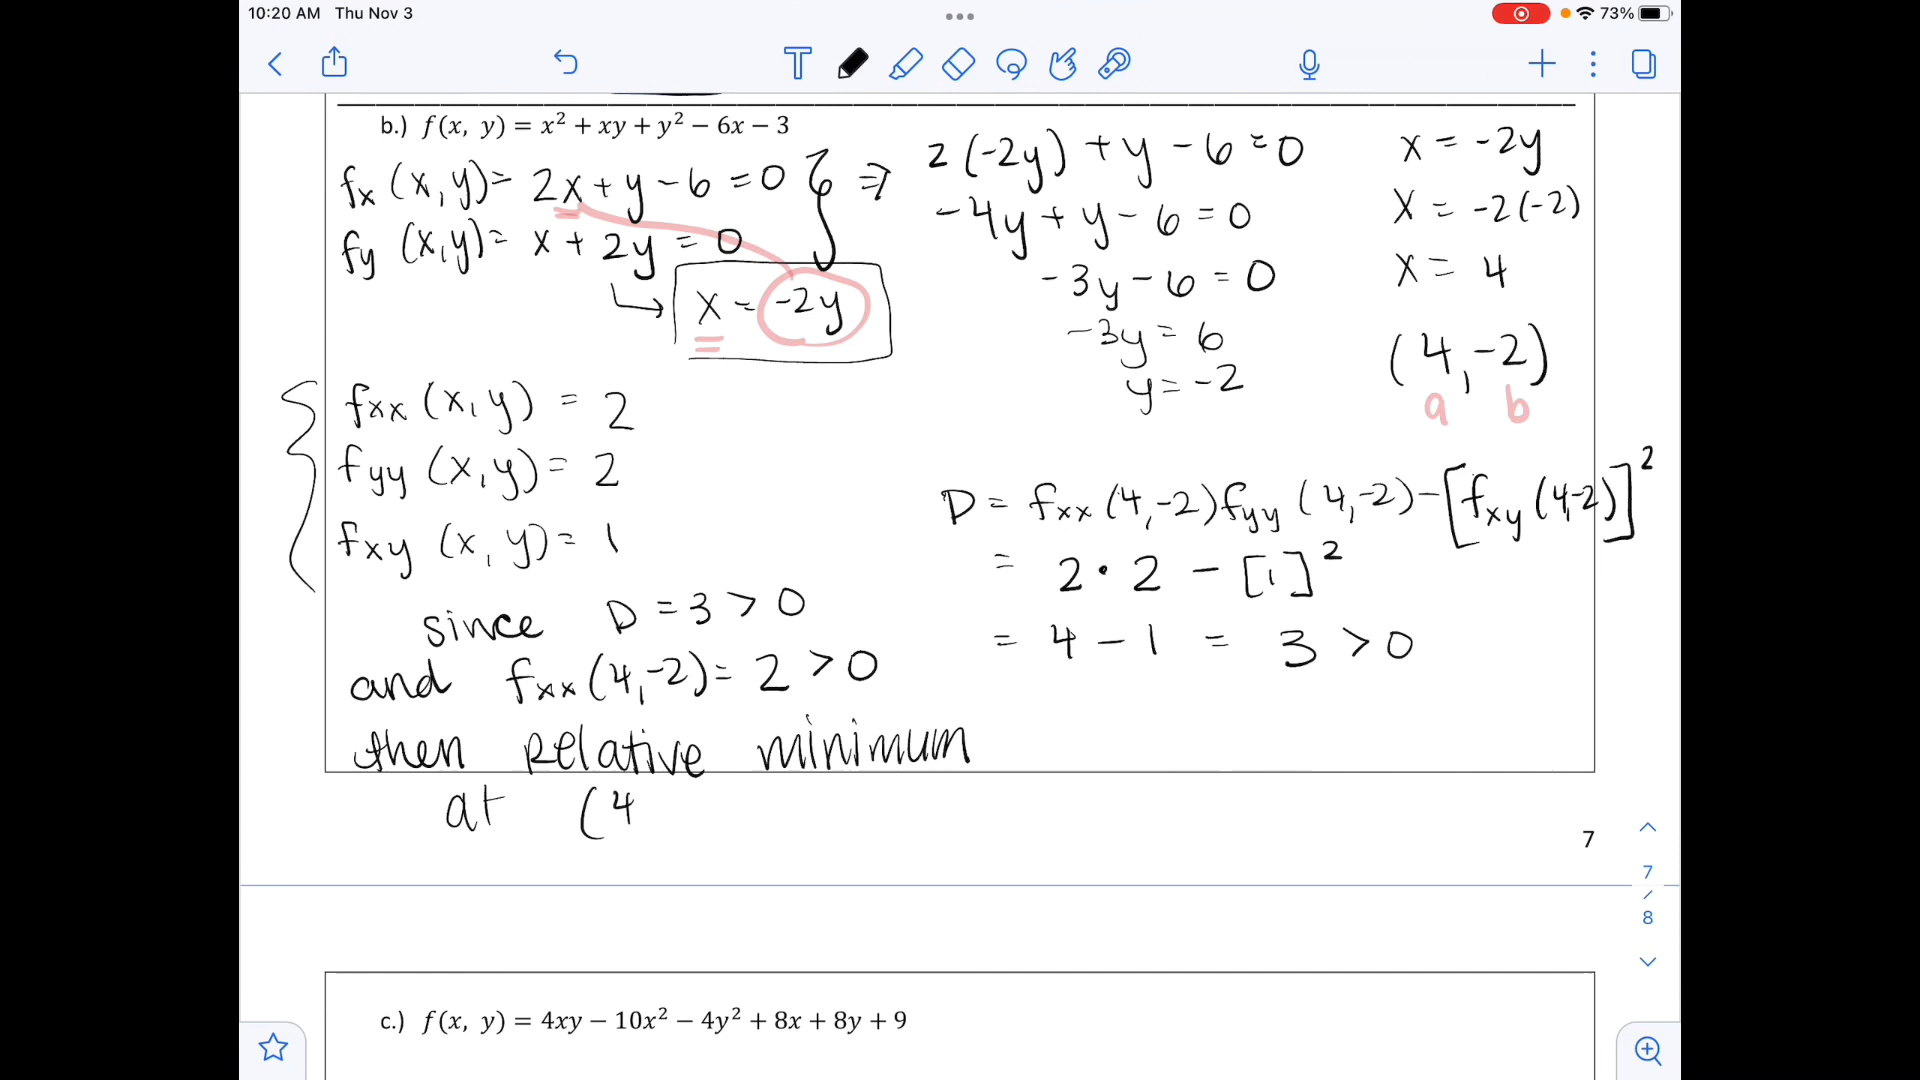 10:20 AM Thu Nov 3
73%
b.) f(x, y) = x² + xy + y² − 6x − 3
fx (x,y) = 2x + y - 6 = 0 } ⇒
fy (x,y) = x + 2y = 0
↳ x = -2y
2(-2y) + y - 6 = 0
-4y + y - 6 = 0
-3y - 6 = 0
-3y = 6
y = -2
x = -2y
x = -2(-2)
x = 4
(4, -2)
a b
fxx (x,y) = 2
fyy (x,y) = 2
fxy (x,y) = 1
D = fxx (4,-2) fyy (4,-2) - [fxy (4,-2)]²
= 2 · 2 - [1]²
= 4 - 1 = 3 > 0
since D = 3 > 0
and fxx (4,-2) = 2 > 0
then relative minimum
at (4
7
7
/
8
c.) f(x, y) = 4xy − 10x² − 4y² + 8x + 8y + 9